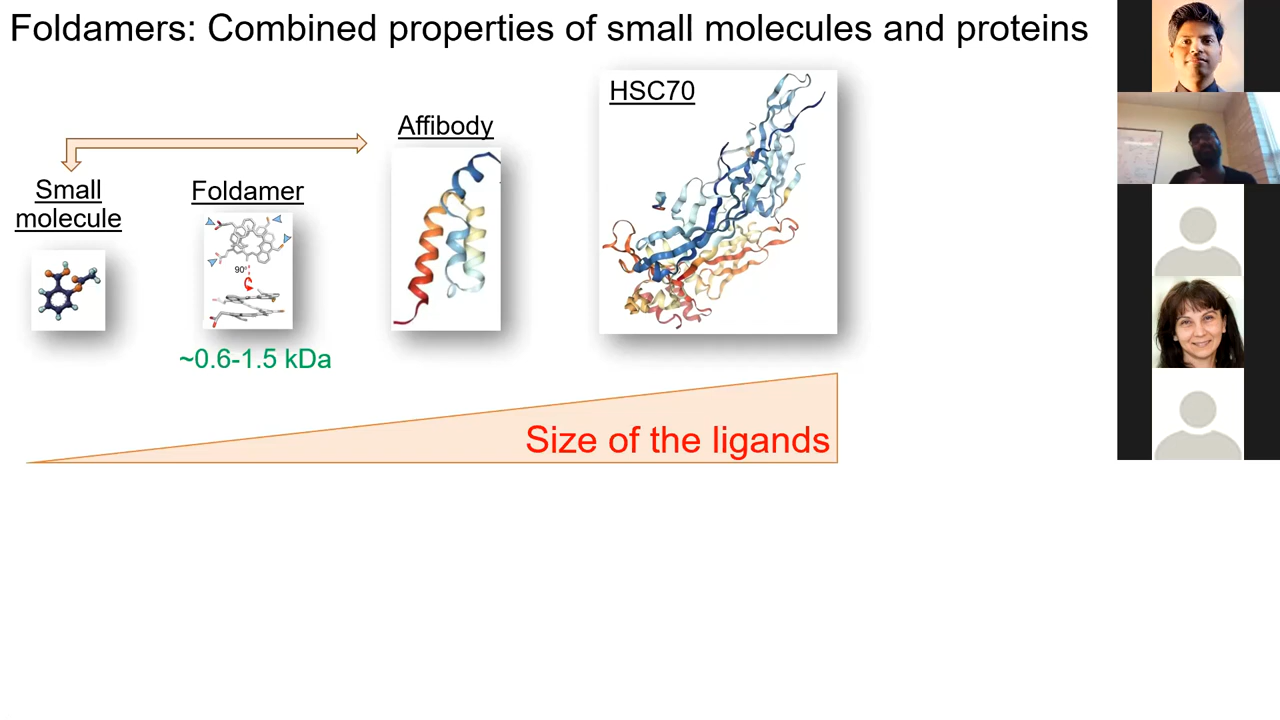 Foldamers: Combined properties of small molecules and proteins
HSC70
Affibody
Small
molecule
Foldamer
90°
~0.6-1.5 kDa
Size of the ligands